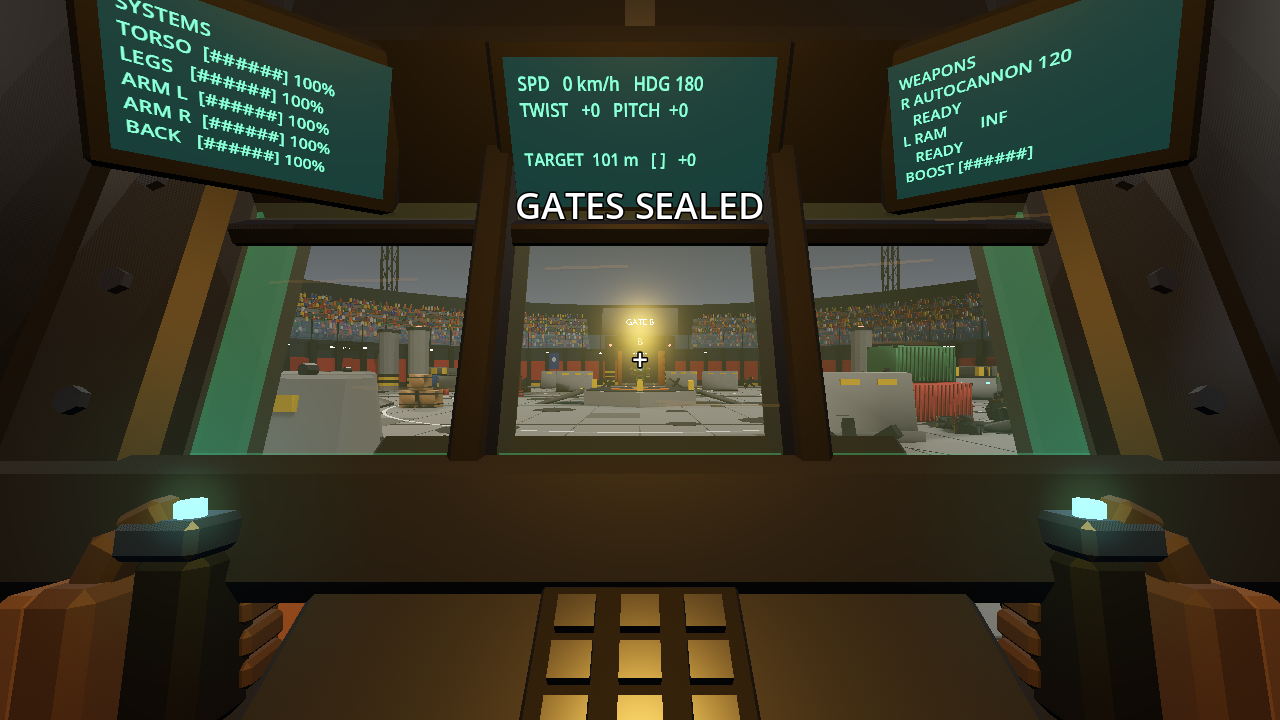 SYSTEMS
TORSO [######] 100%
LEGS [######] 100%
ARM L [######] 100%
ARM R [######] 100%
BACK [######] 100%
SPD 0 km/h HDG 180
TWIST +0 PITCH +0
TARGET 101 m [ ] +0
GATES SEALED
WEAPONS
R AUTOCANNON 120
READY
L RAM INF
READY
BOOST [######]
GATE B
B